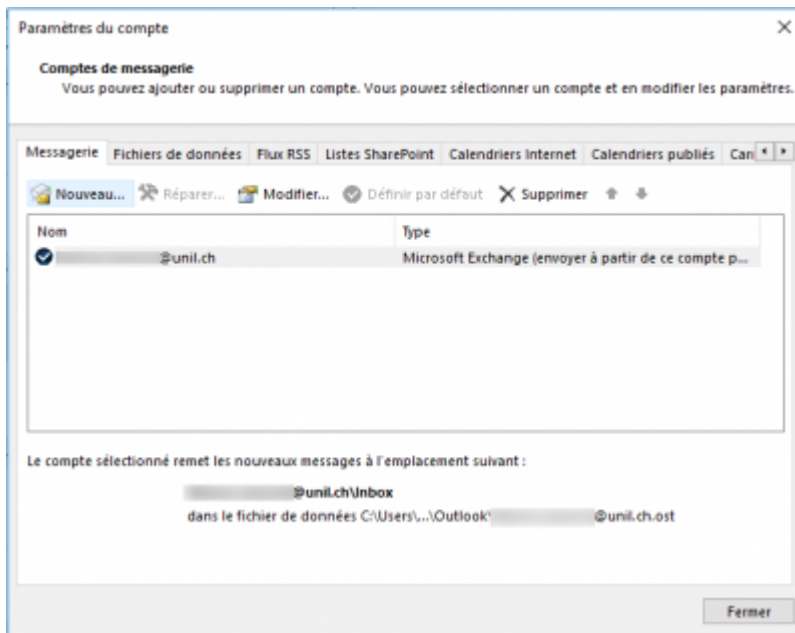 Paramètres du compte
Comptes de messagerie
Vous pouvez ajouter ou supprimer un compte. Vous pouvez sélectionner un compte et en modifier les paramètres.
Messagerie Fichiers de données Flux RSS Listes SharePoint Calendriers Internet Calendriers publiés
Nouveau... Réparer... Modifier... Définir par défaut Supprimer
Nom Type
@unil.ch Microsoft Exchange (envoyer à partir de ce compte p...
Le compte sélectionné remet les nouveaux messages à l'emplacement suivant :
@unil.ch\Inbox
dans le fichier de données C:\Users\...\Outlook\ @unil.ch.ost
Fermer